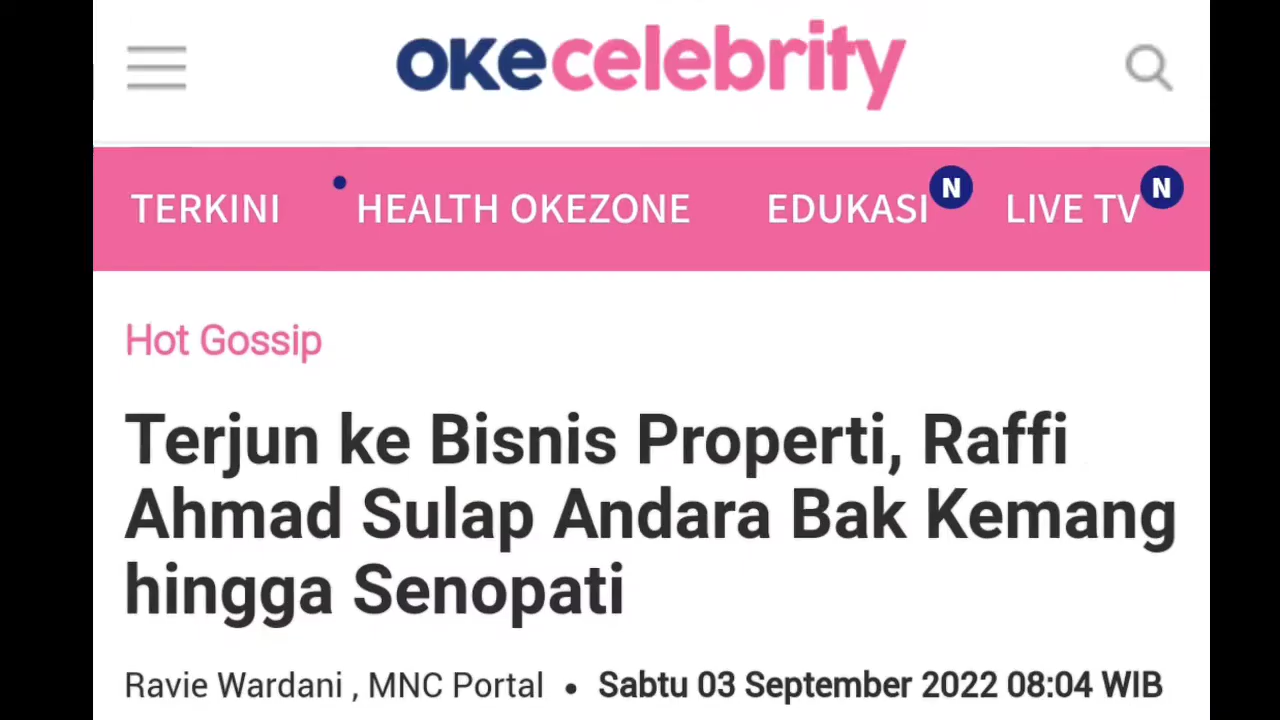 okecelebrity
TERKINI HEALTH OKEZONE EDUKASI N LIVE TV N
Hot Gossip
Terjun ke Bisnis Properti, Raffi
Ahmad Sulap Andara Bak Kemang
hingga Senopati
Ravie Wardani , MNC Portal • Sabtu 03 September 2022 08:04 WIB